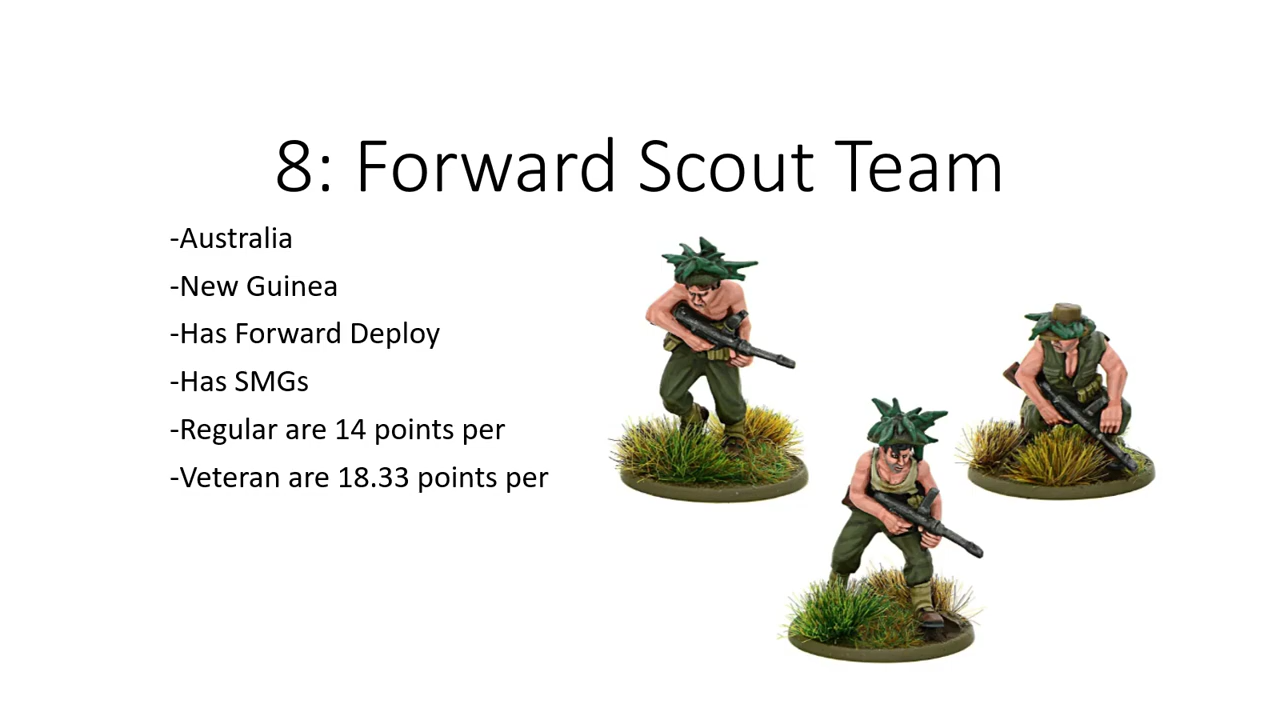 8: Forward Scout Team
-Australia
-New Guinea
-Has Forward Deploy
-Has SMGs
-Regular are 14 points per
-Veteran are 18.33 points per